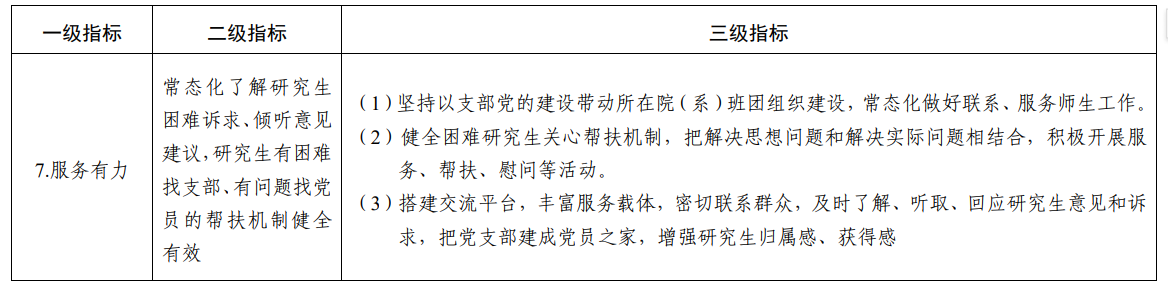 一级指标
二级指标
三级指标
7.服务有力
常态化了解研究生
困难诉求、倾听意见
建议，研究生有困难
找支部、有问题找党
员的帮扶机制健全
有效
（1）坚持以支部党的建设带动所在院（系）班团组织建设，常态化做好联系、服务师生工作。
（2）健全困难研究生关心帮扶机制，把解决思想问题和解决实际问题相结合，积极开展服
务、帮扶、慰问等活动。
（3）搭建交流平台，丰富服务载体，密切联系群众，及时了解、听取、回应研究生意见和诉
求，把党支部建成党员之家，增强研究生归属感、获得感